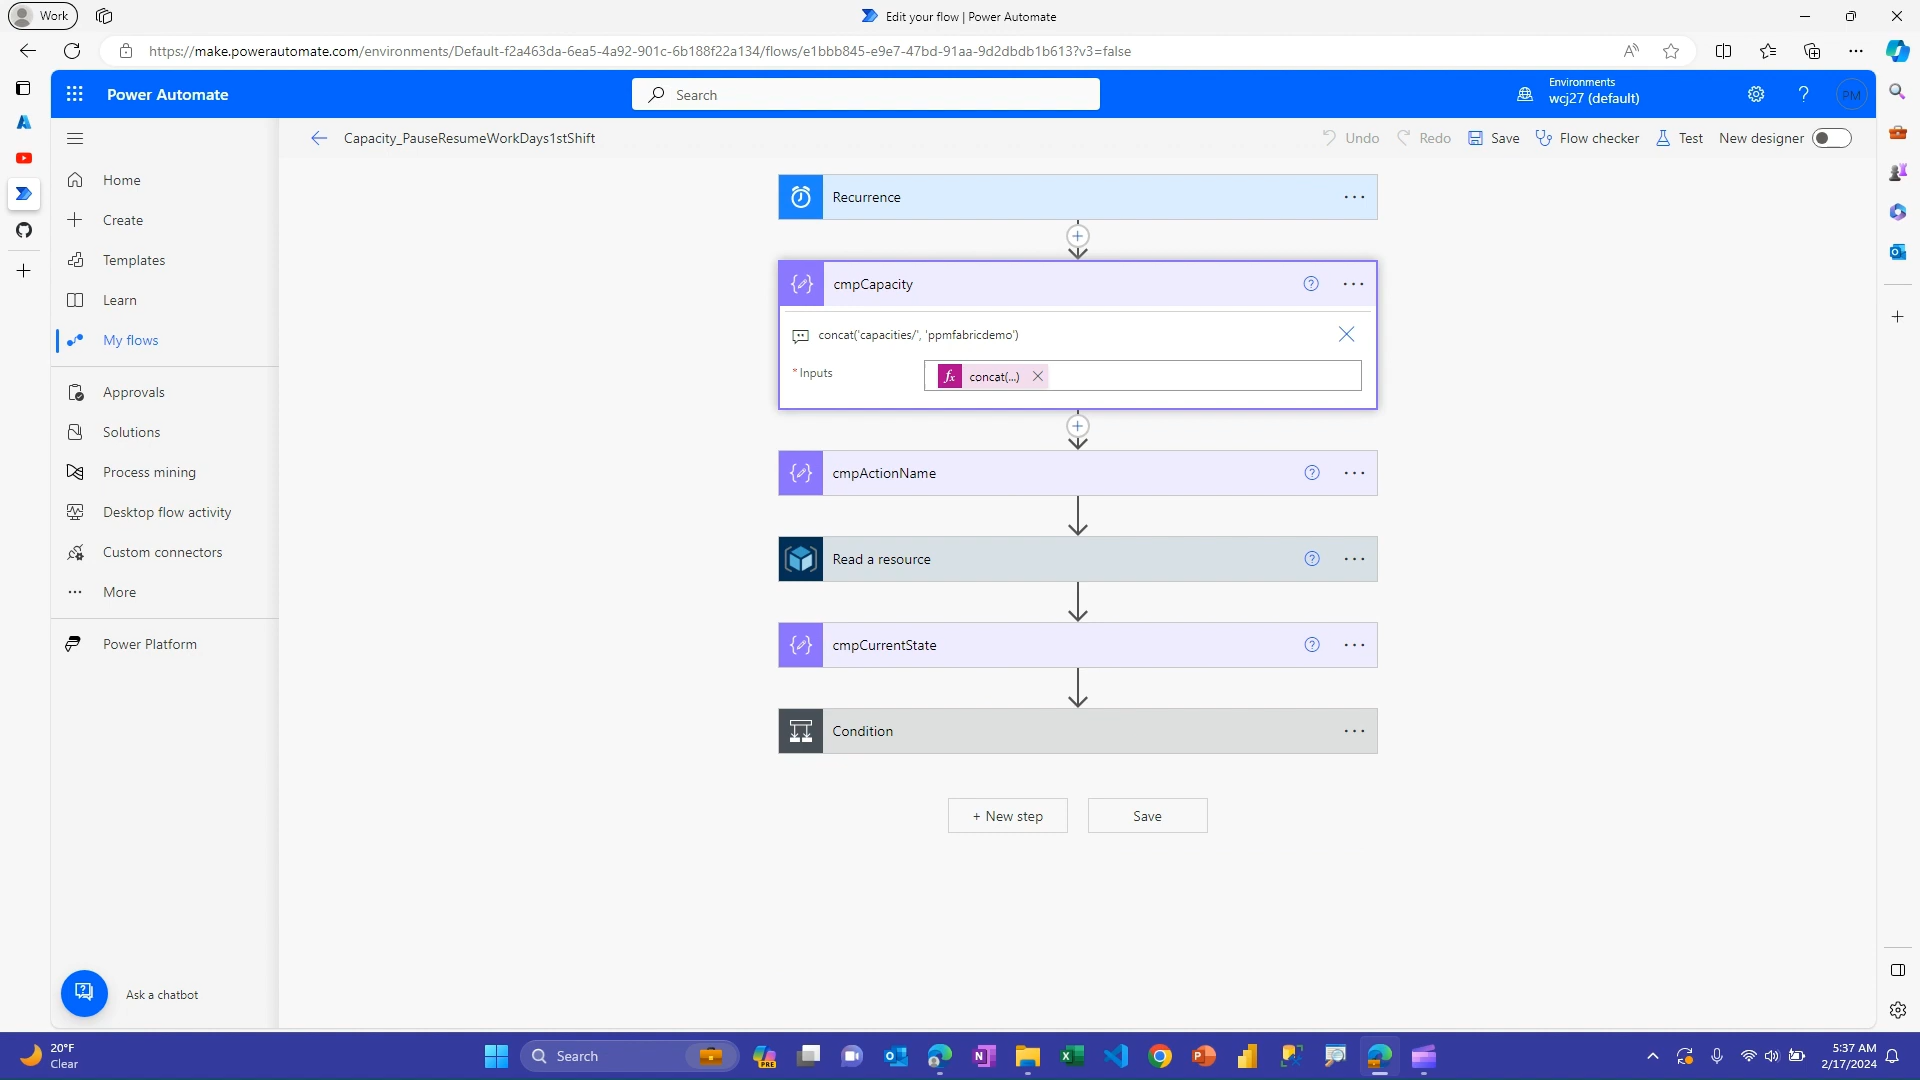 Work
Edit your flow | Power Automate
https://make.powerautomate.com/environments/Default-f2a463da-6ea5-4a92-901c-6b188f22a134/flows/e1bbb845-e9e7-47bd-91aa-9d2dbdb1b613?v3=false
Power Automate
Search
Environments
wcj27 (default)
PM
Capacity_PauseResumeWorkDays1stShift
Undo
Redo
Save
Flow checker
Test
New designer
Home
Create
Templates
Learn
My flows
Approvals
Solutions
Process mining
Desktop flow activity
Custom connectors
More
Power Platform
Ask a chatbot
Recurrence
cmpCapacity
concat('capacities/', 'ppmfabricdemo')
* Inputs
fx concat(...)
cmpActionName
Read a resource
cmpCurrentState
Condition
+ New step
Save
20°F
Clear
Search
PRE
5:37 AM
2/17/2024